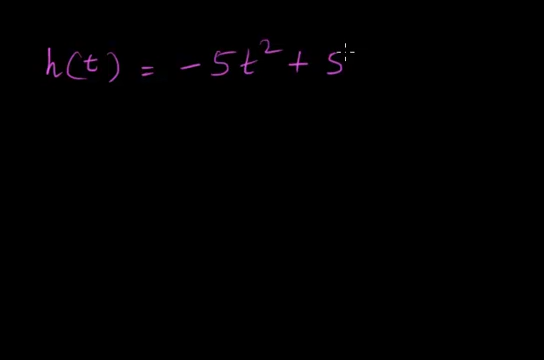 h(t) = -5t² + 5